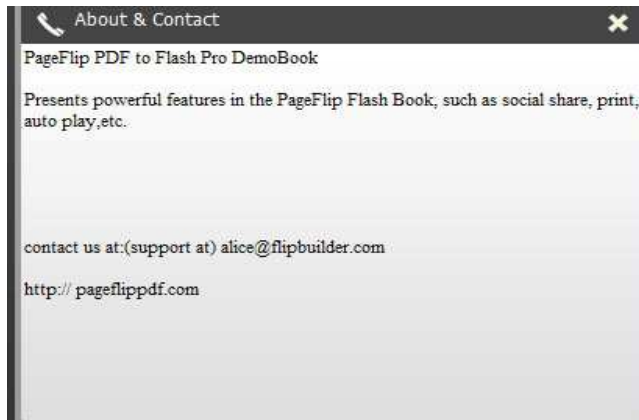 About & Contact
PageFlip PDF to Flash Pro DemoBook
Presents powerful features in the PageFlip Flash Book, such as social share, print,
auto play,etc.
contact us at:(support at) alice@flipbuilder.com
http:// pageflippdf.com